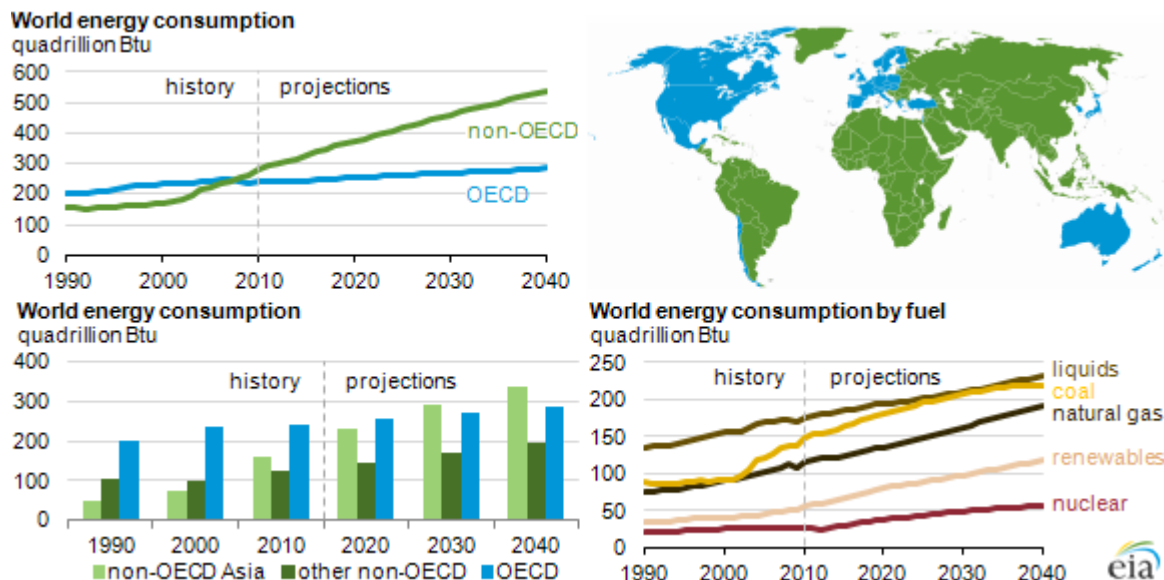 World energy consumption
quadrillion Btu
600
500
400
300
200
100
0
history
projections
non-OECD
OECD
1990 2000 2010 2020 2030 2040
World energy consumption
quadrillion Btu
400
300
200
100
0
history
projections
1990 2000 2010 2020 2030 2040
non-OECD Asia other non-OECD OECD
World energy consumption by fuel
quadrillion Btu
250
200
150
100
50
0
history
projections
liquids
coal
natural gas
renewables
nuclear
1990 2000 2010 2020 2030 2040
eia